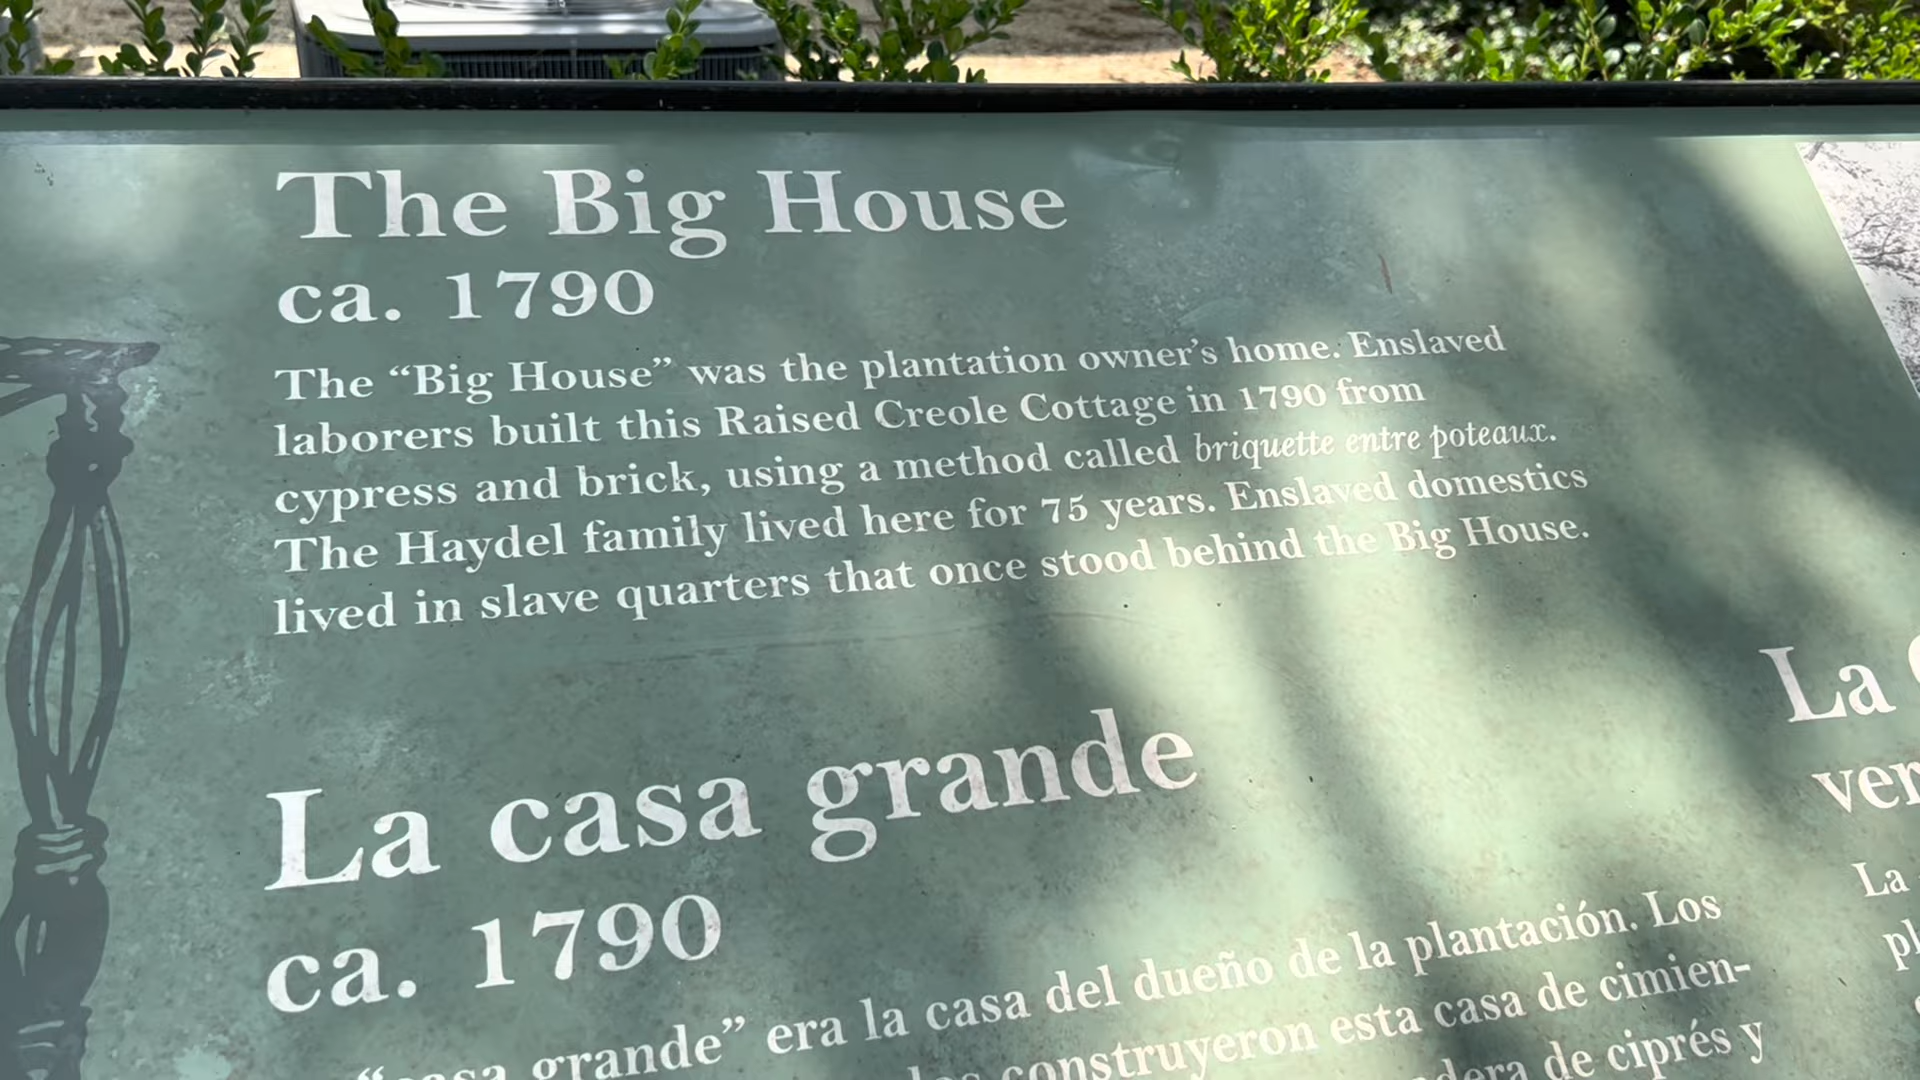 The Big House
ca. 1790
The “Big House” was the plantation owner’s home. Enslaved
laborers built this Raised Creole Cottage in 1790 from
cypress and brick, using a method called briquette entre poteaux.
The Haydel family lived here for 75 years. Enslaved domestics
lived in slave quarters that once stood behind the Big House.
La casa grande
ca. 1790
“casa grande” era la casa del dueño de la plantación. Los
construyeron esta casa de cimien-
de ciprés y
La
ver
La